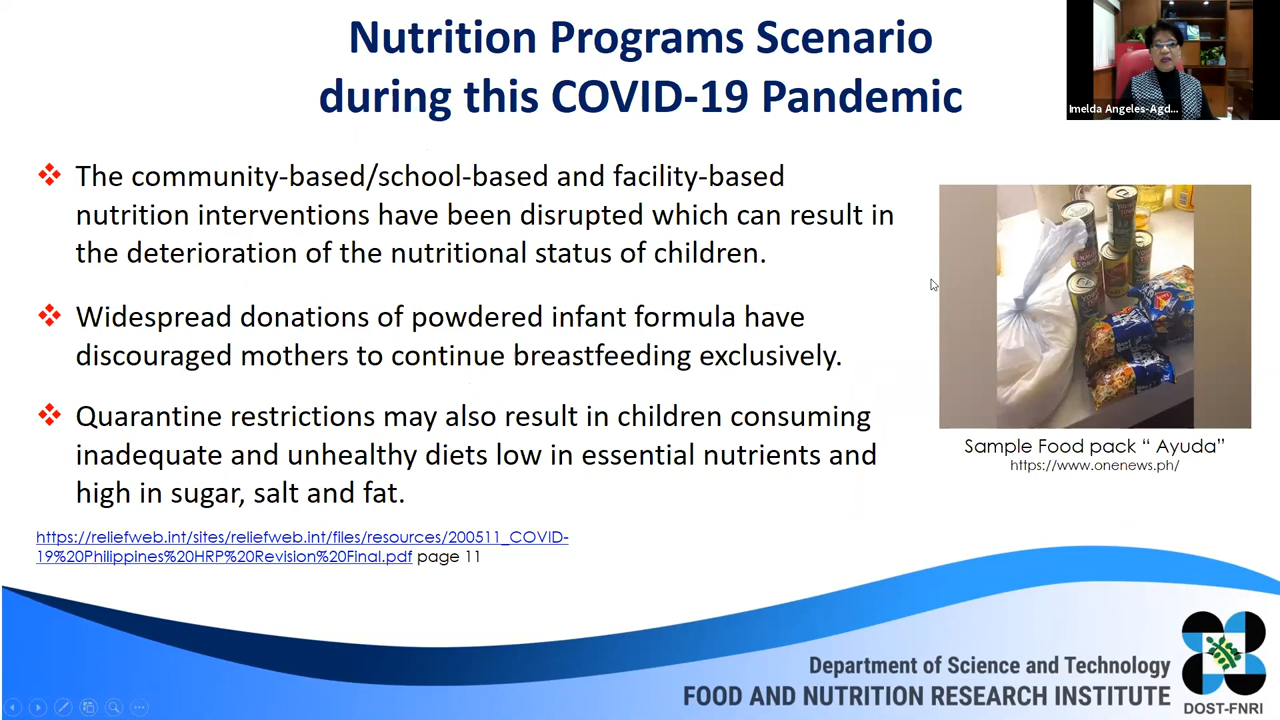 Nutrition Programs Scenario
during this COVID-19 Pandemic
Imelda Angeles-Agd...
The community-based/school-based and facility-based
nutrition interventions have been disrupted which can result in
the deterioration of the nutritional status of children.
Widespread donations of powdered infant formula have
discouraged mothers to continue breastfeeding exclusively.
Quarantine restrictions may also result in children consuming
inadequate and unhealthy diets low in essential nutrients and
high in sugar, salt and fat.
Sample Food pack “ Ayuda”
https://www.onenews.ph/
https://reliefweb.int/sites/reliefweb.int/files/resources/200511_COVID-
19%20Philippines%20HRP%20Revision%20Final.pdf page 11
Department of Science and Technology
FOOD AND NUTRITION RESEARCH INSTITUTE
DOST-FNRI